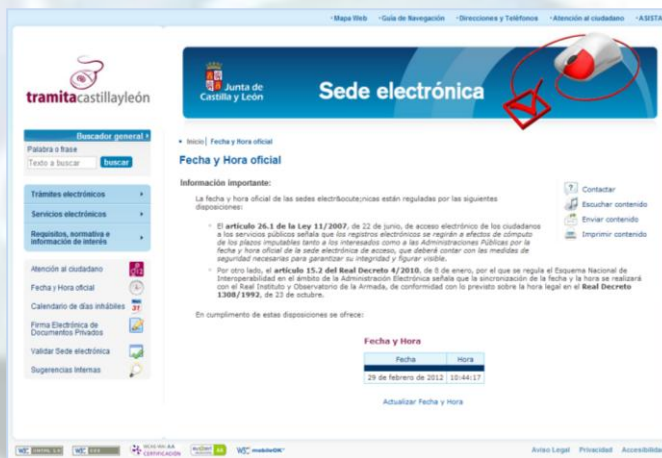 Mapa Web Guía de Navegación Direcciones y Teléfonos Atención al ciudadano ASISTA
tramitacastillayleón
Junta de
Castilla y León
Sede electrónica
Buscador general
Palabra o frase
Texto a buscar buscar
Trámites electrónicos
Servicios electrónicos
Requisitos, normativa e
información de interés
Atención al ciudadano
012
Fecha y Hora oficial
Calendario de días inhábiles
31
Firma Electrónica de
Documentos Privados
Validar Sede electrónica
Sugerencias Internas
Inicio | Fecha y Hora oficial
Fecha y Hora oficial
Información importante:
La fecha y hora oficial de las sedes electr&ocute;nicas están reguladas por las siguientes
disposiciones:
El artículo 26.1 de la Ley 11/2007, de 22 de junio, de acceso electrónico de los ciudadanos
a los servicios públicos señala que los registros electrónicos se regirán a efectos de cómputo
de los plazos imputables tanto a los interesados como a las Administraciones Públicas por la
fecha y hora oficial de la sede electrónica de acceso, que deberá contar con las medidas de
seguridad necesarias para garantizar su integridad y figurar visible.
Por otro lado, el artículo 15.2 del Real Decreto 4/2010, de 8 de enero, por el que se regula el Esquema Nacional de
Interoperabilidad en el ámbito de la Administración Electrónica señala que la sincronización de la fecha y la hora se realizará
con el Real Instituto y Observatorio de la Armada, de conformidad con lo previsto sobre la hora legal en el Real Decreto
1308/1992, de 23 de octubre.
En cumplimento de estas disposiciones se ofrece:
Fecha y Hora
Fecha Hora
29 de febrero de 2012 10:44:17
Actualizar Fecha y Hora
Contactar
Escuchar contenido
Enviar contenido
Imprimir contenido
W3C W3C CSS CERTIFICACIÓN W3C mobileOK
Aviso Legal Privacidad Accesibilida